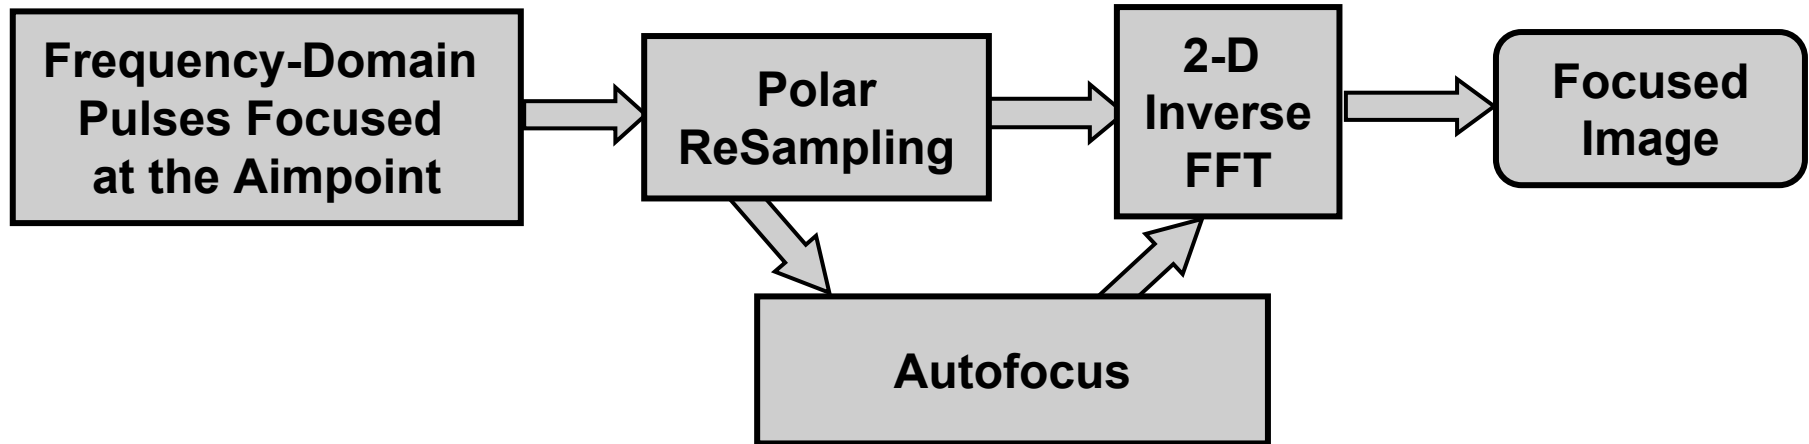 Frequency-Domain
Pulses Focused
at the Aimpoint
Polar
ReSampling
2-D
Inverse
FFT
Focused
Image
Autofocus